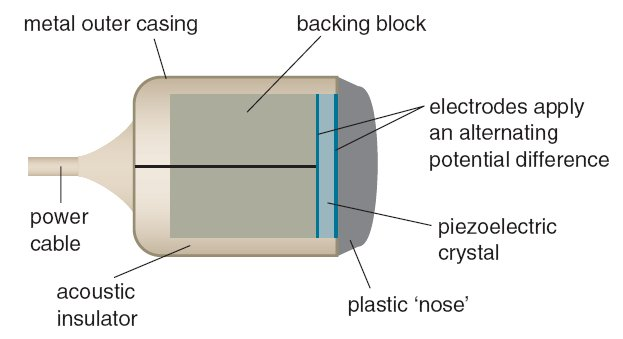 metal outer casing
backing block
electrodes apply
an alternating
potential difference
power
cable
piezoelectric
crystal
acoustic
insulator
plastic ‘nose’